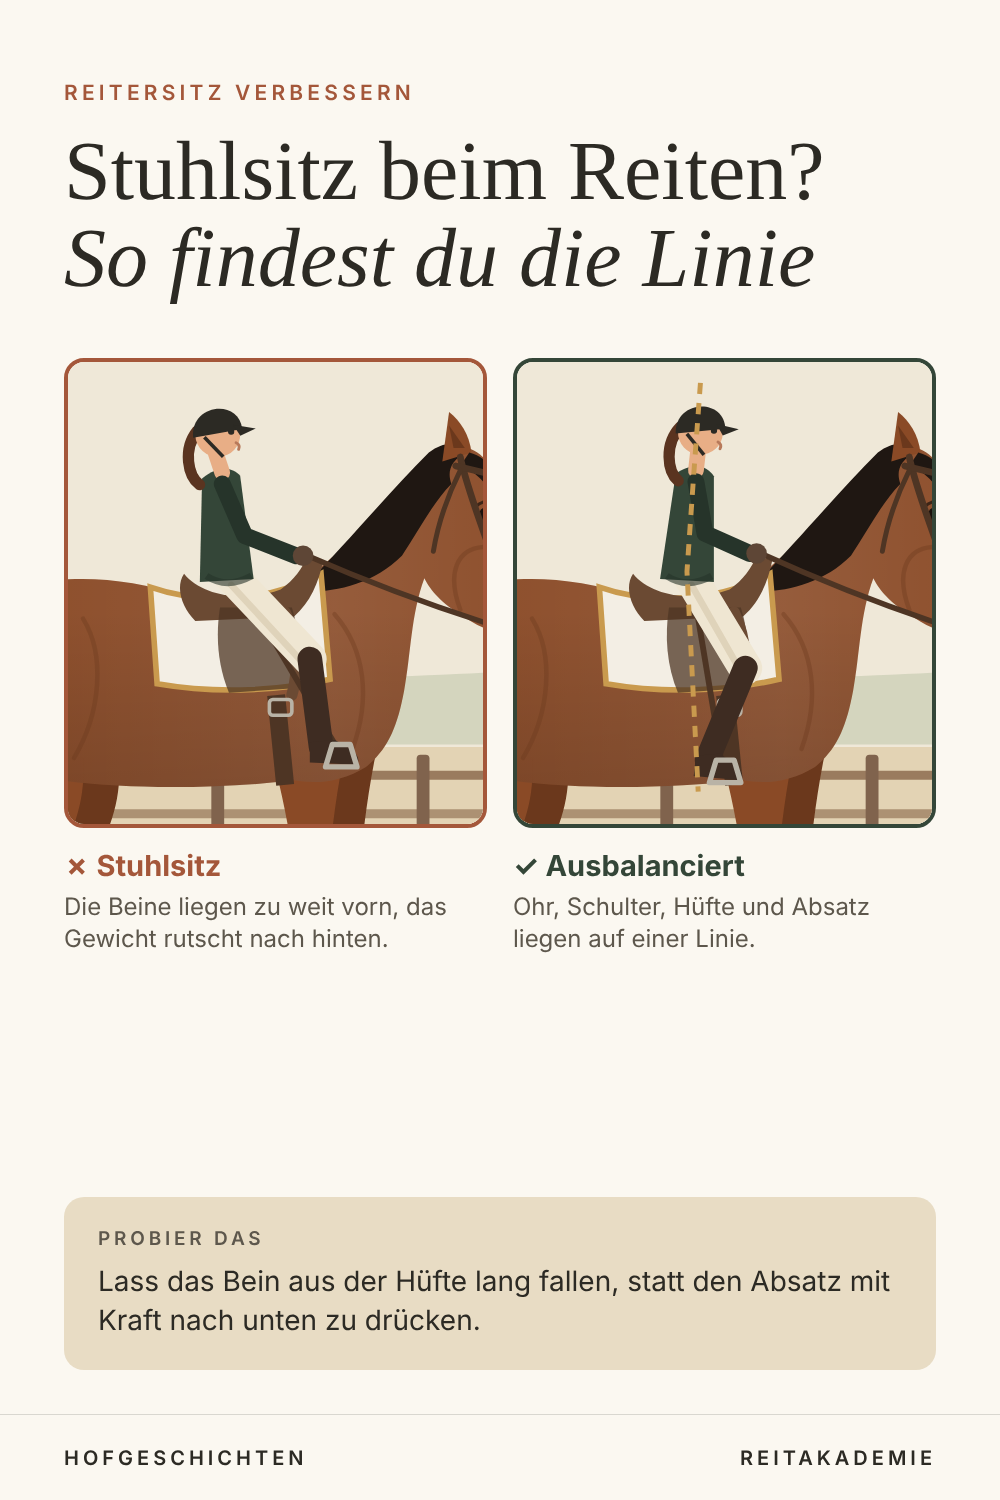 REITERSITZ VERBESSERN
Stuhlsitz beim Reiten?
So findest du die Linie
× Stuhlsitz
Die Beine liegen zu weit vorn, das
Gewicht rutscht nach hinten.
✓ Ausbalanciert
Ohr, Schulter, Hüfte und Absatz
liegen auf einer Linie.
PROBIER DAS
Lass das Bein aus der Hüfte lang fallen, statt den Absatz mit
Kraft nach unten zu drücken.
HOFGESCHICHTEN
REITAKADEMIE